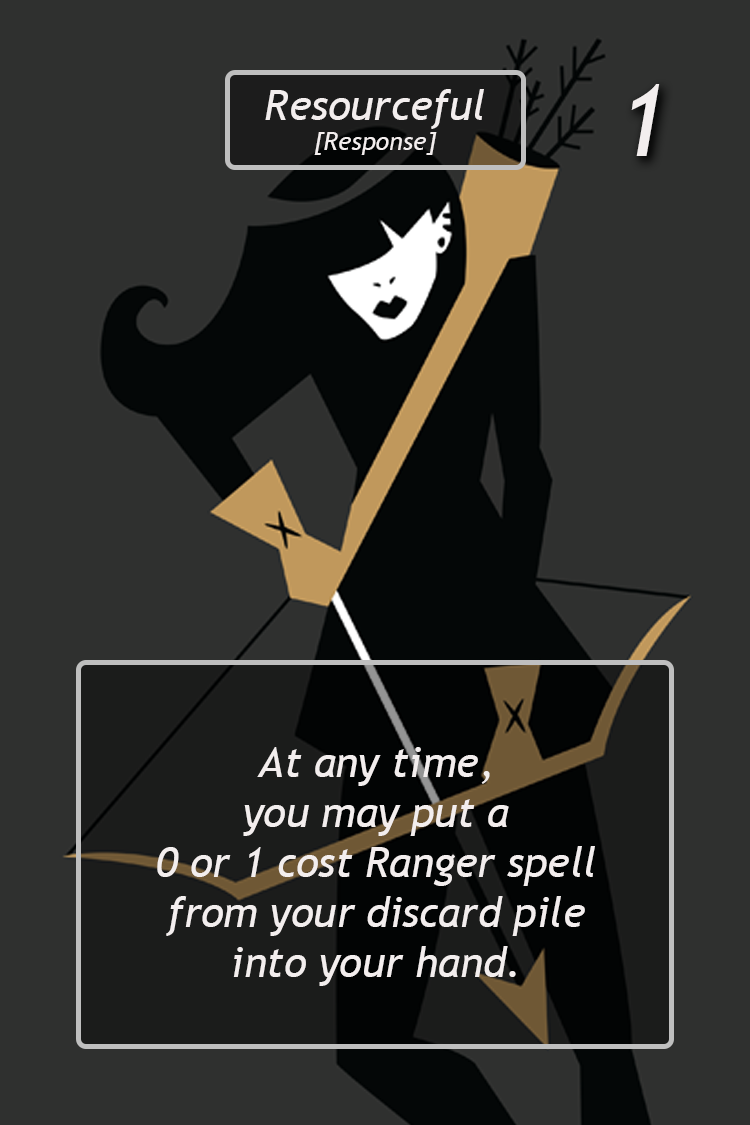 Resourceful
[Response]
1
At any time,
you may put a
0 or 1 cost Ranger spell
from your discard pile
into your hand.